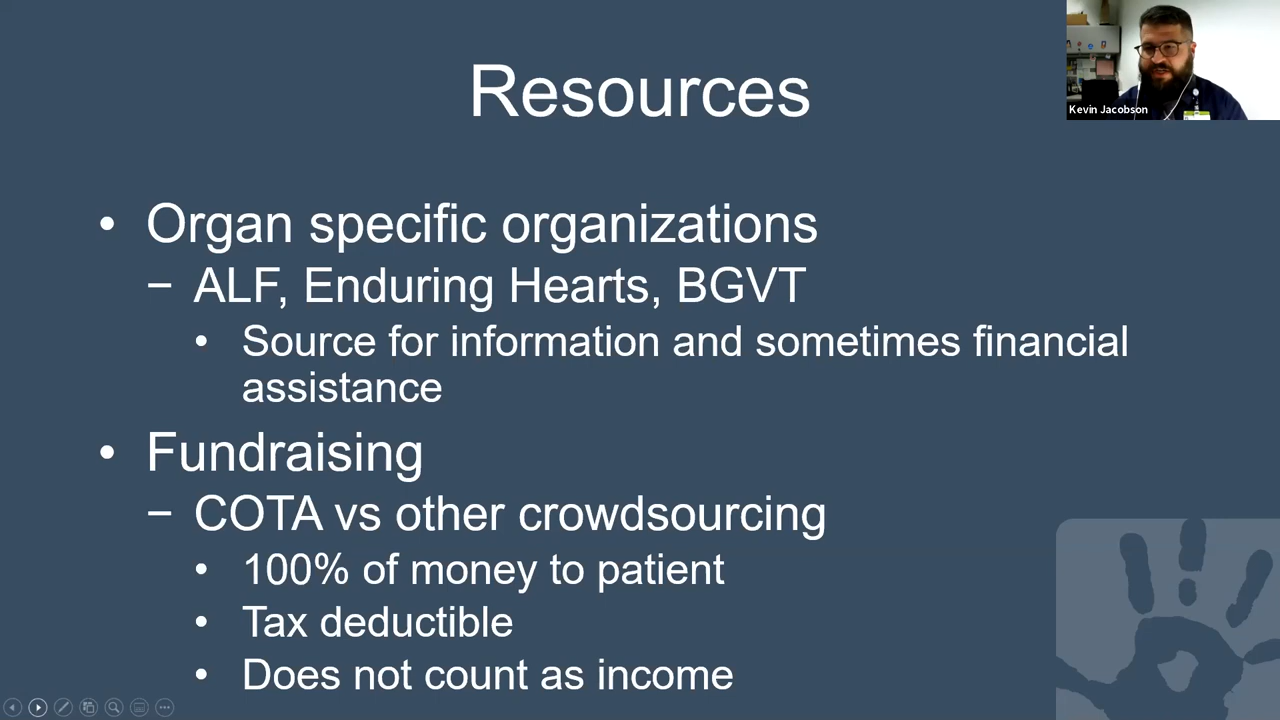 Resources
Kevin Jacobson
• Organ specific organizations
– ALF, Enduring Hearts, BGVT
• Source for information and sometimes financial
assistance
• Fundraising
– COTA vs other crowdsourcing
• 100% of money to patient
• Tax deductible
• Does not count as income